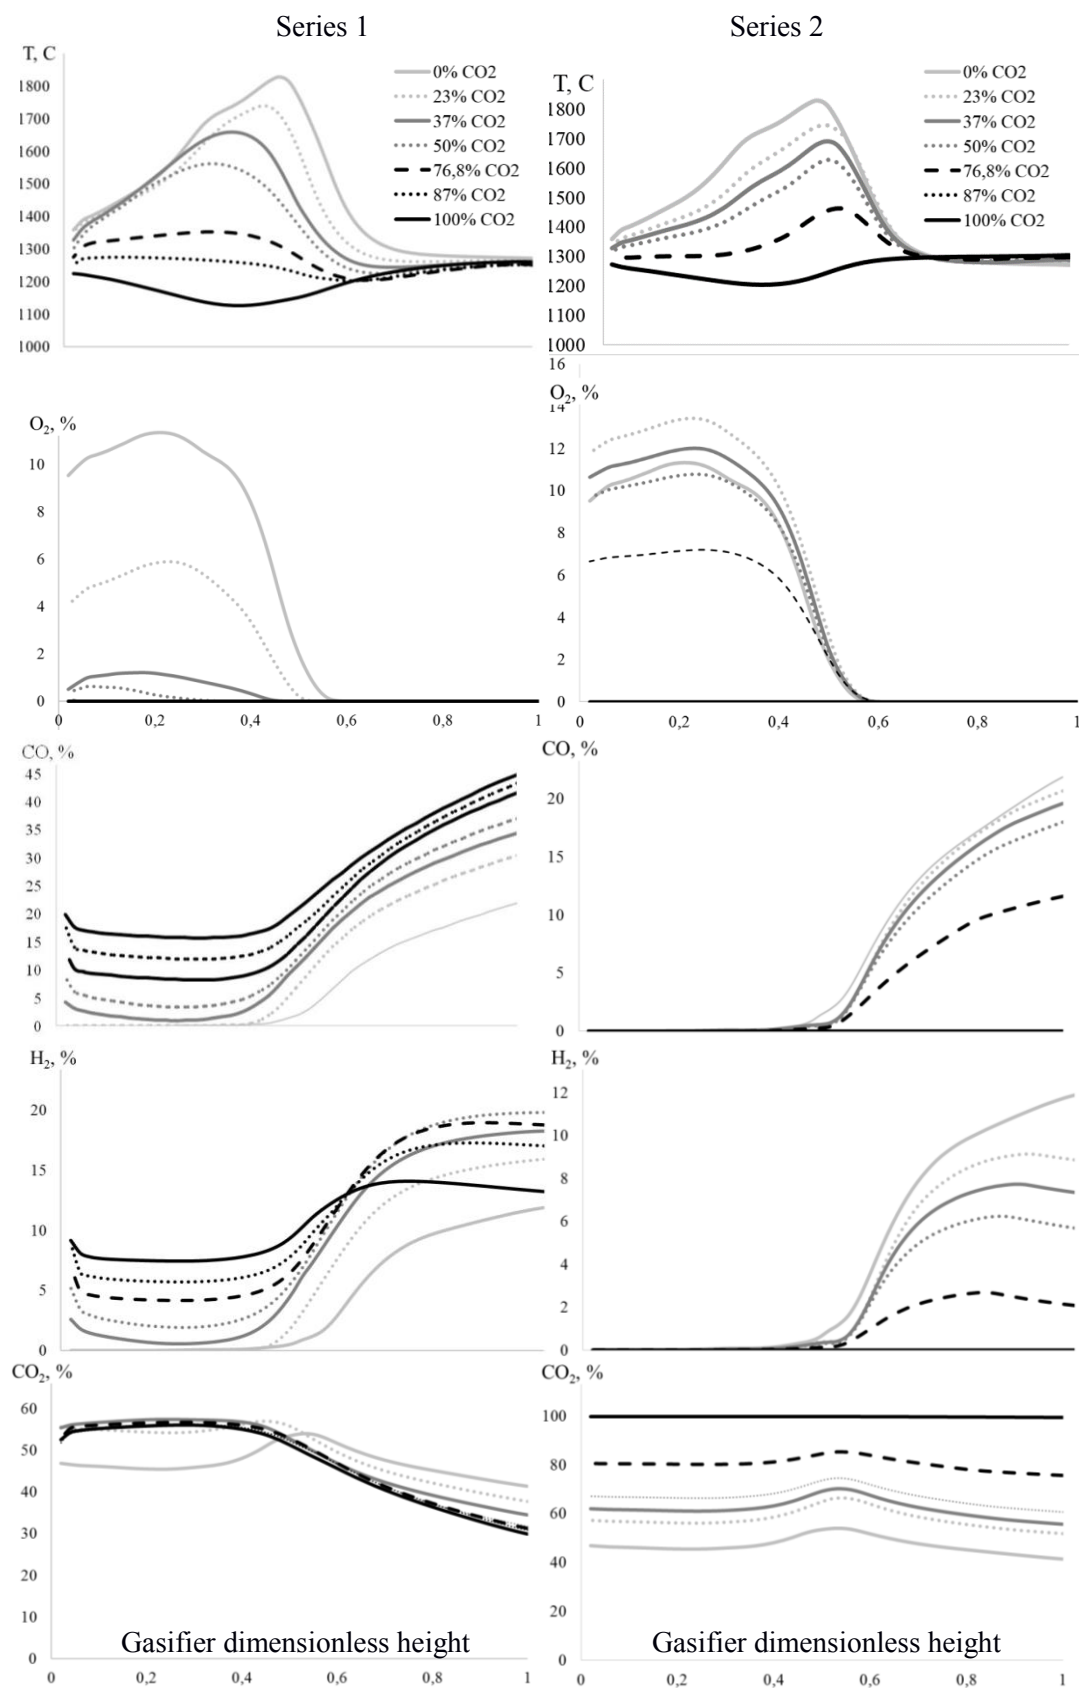 Series 1
Series 2
T, C
1800
1700
1600
1500
1400
1300
1200
1100
1000
0% CO2
23% CO2
37% CO2
50% CO2
76,8% CO2
87% CO2
100% CO2
T, C
1800
1700
1600
1500
1400
1300
1200
1100
1000
0% CO2
23% CO2
37% CO2
50% CO2
76,8% CO2
87% CO2
100% CO2
O₂, %
10
8
6
4
2
0
0 0,2 0,4 0,6 0,8 1
16
O₂, %
14
12
10
8
6
4
2
0
0 0,2 0,4 0,6 0,8 1
CO, %
45
40
35
30
25
20
15
10
5
0
CO, %
20
15
10
5
0
H₂, %
20
15
10
5
0
H₂, %
12
10
8
6
4
2
0
CO₂, %
60
50
40
30
20
10
0
Gasifier dimensionless height
0 0,2 0,4 0,6 0,8 1
CO₂, %
100
80
60
40
20
0
Gasifier dimensionless height
0 0,2 0,4 0,6 0,8 1